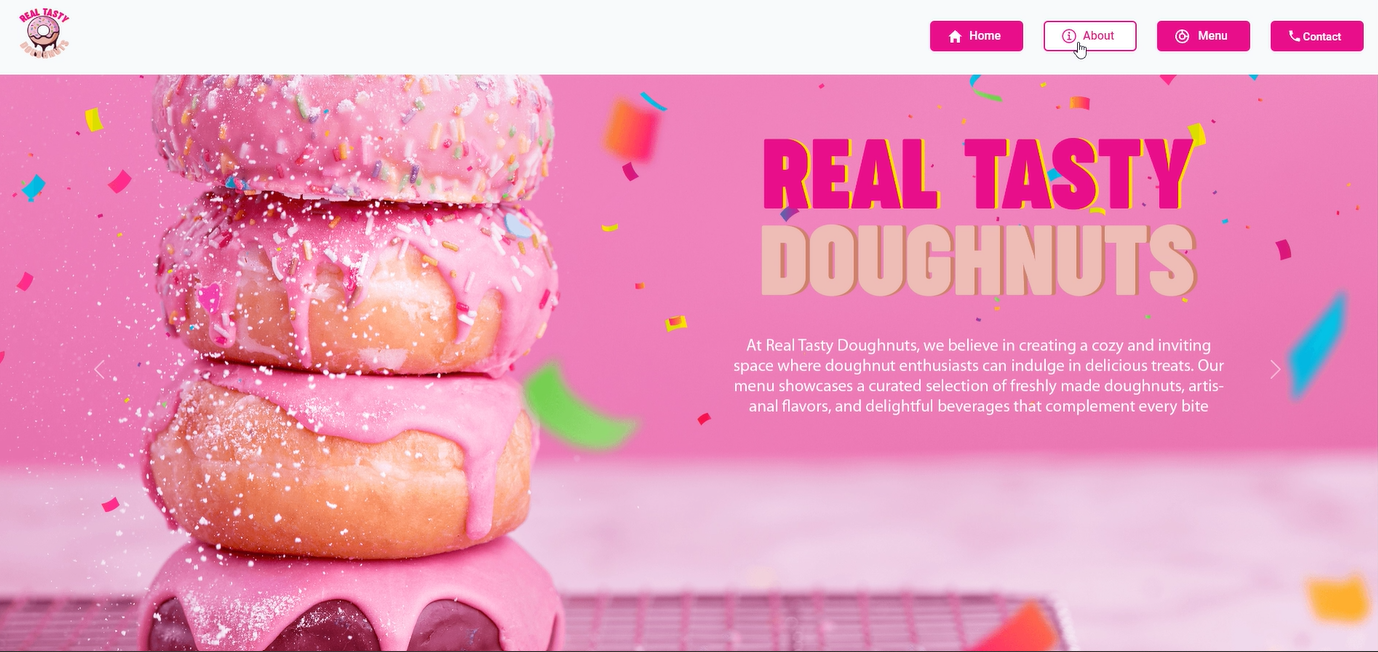 REAL TASTY
DOUGHNUTS
Home
About
Menu
Contact
REAL TASTY
DOUGHNUTS
At Real Tasty Doughnuts, we believe in creating a cozy and inviting
space where doughnut enthusiasts can indulge in delicious treats. Our
menu showcases a curated selection of freshly made doughnuts, artis-
anal flavors, and delightful beverages that complement every bite